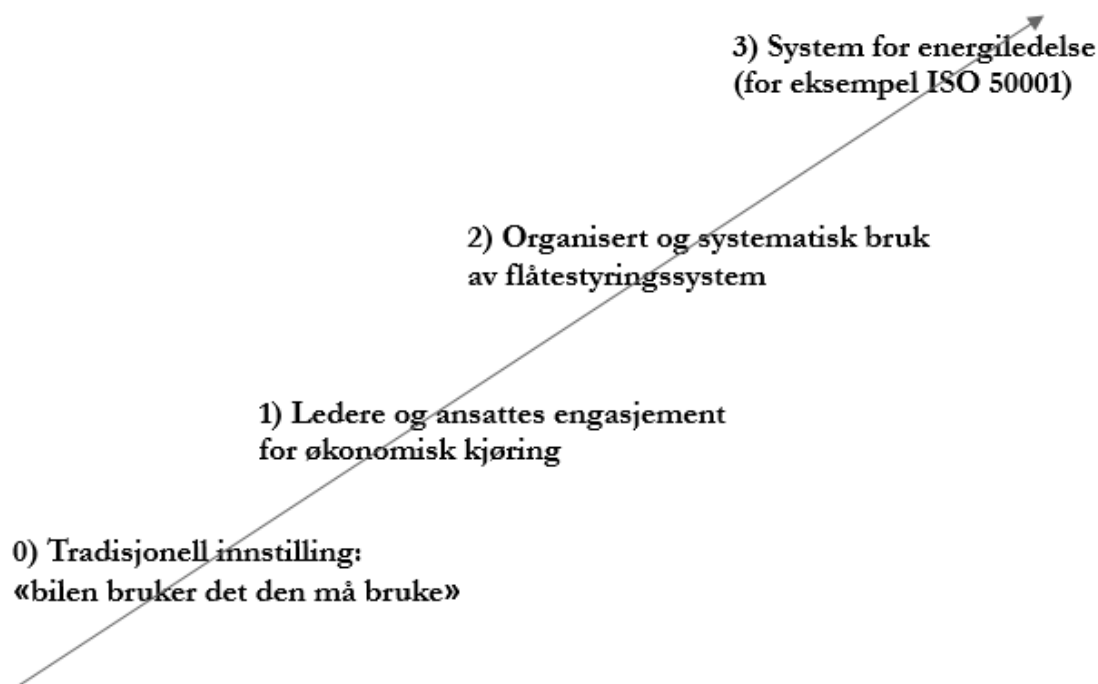 3) System for energiledelse
(for eksempel ISO 50001)
2) Organisert og systematisk bruk
av flåtestyringssystem
1) Ledere og ansattes engasjement
for økonomisk kjøring
0) Tradisjonell innstilling:
«bilen bruker det den må bruke»